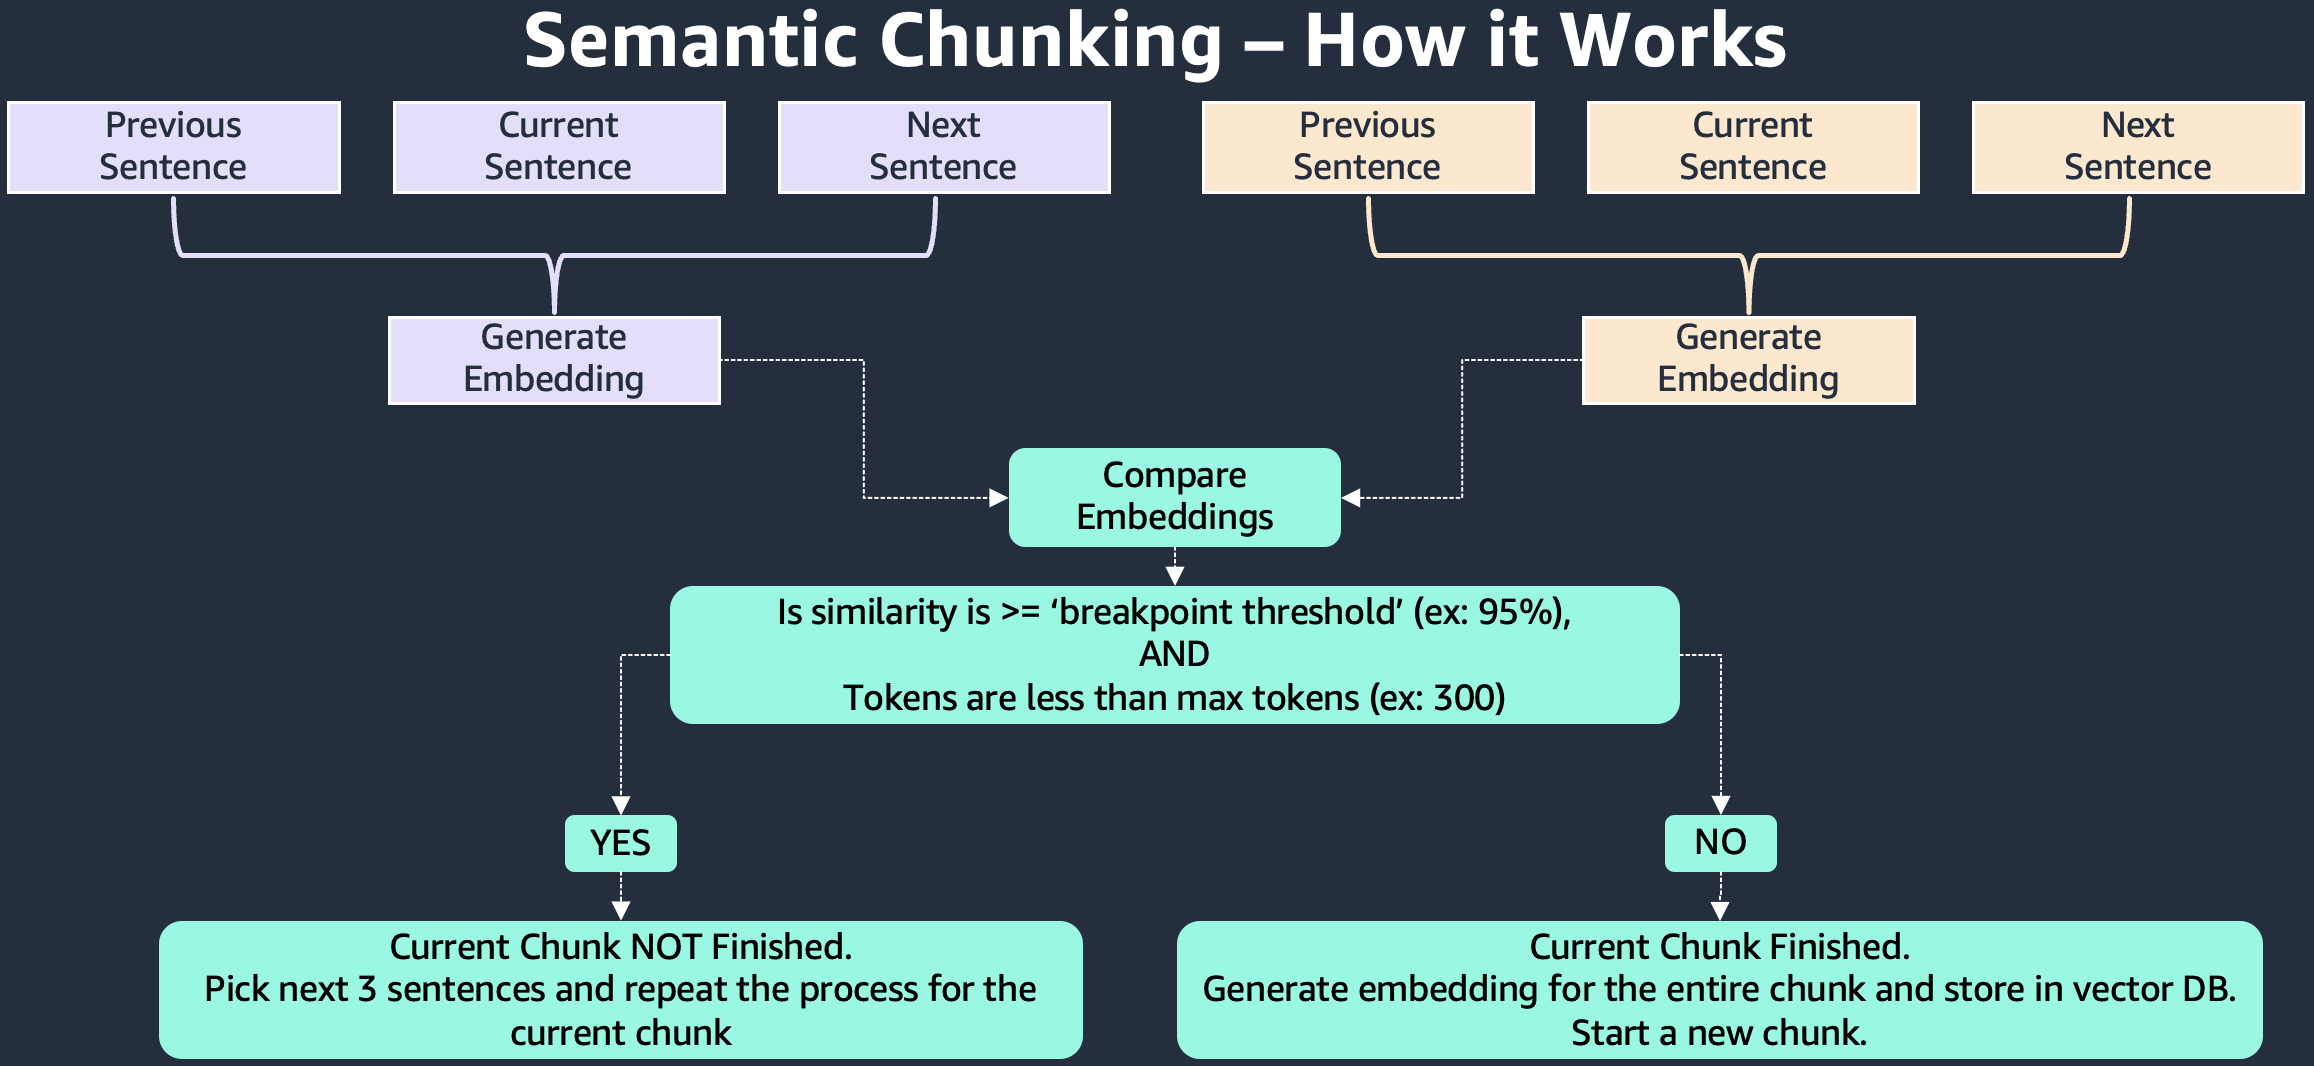 Semantic Chunking – How it Works
Previous
Sentence
Current
Sentence
Next
Sentence
Previous
Sentence
Current
Sentence
Next
Sentence
Generate
Embedding
Generate
Embedding
Compare
Embeddings
Is similarity is >= ‘breakpoint threshold’ (ex: 95%),
AND
Tokens are less than max tokens (ex: 300)
YES
NO
Current Chunk NOT Finished.
Pick next 3 sentences and repeat the process for the
current chunk
Current Chunk Finished.
Generate embedding for the entire chunk and store in vector DB.
Start a new chunk.